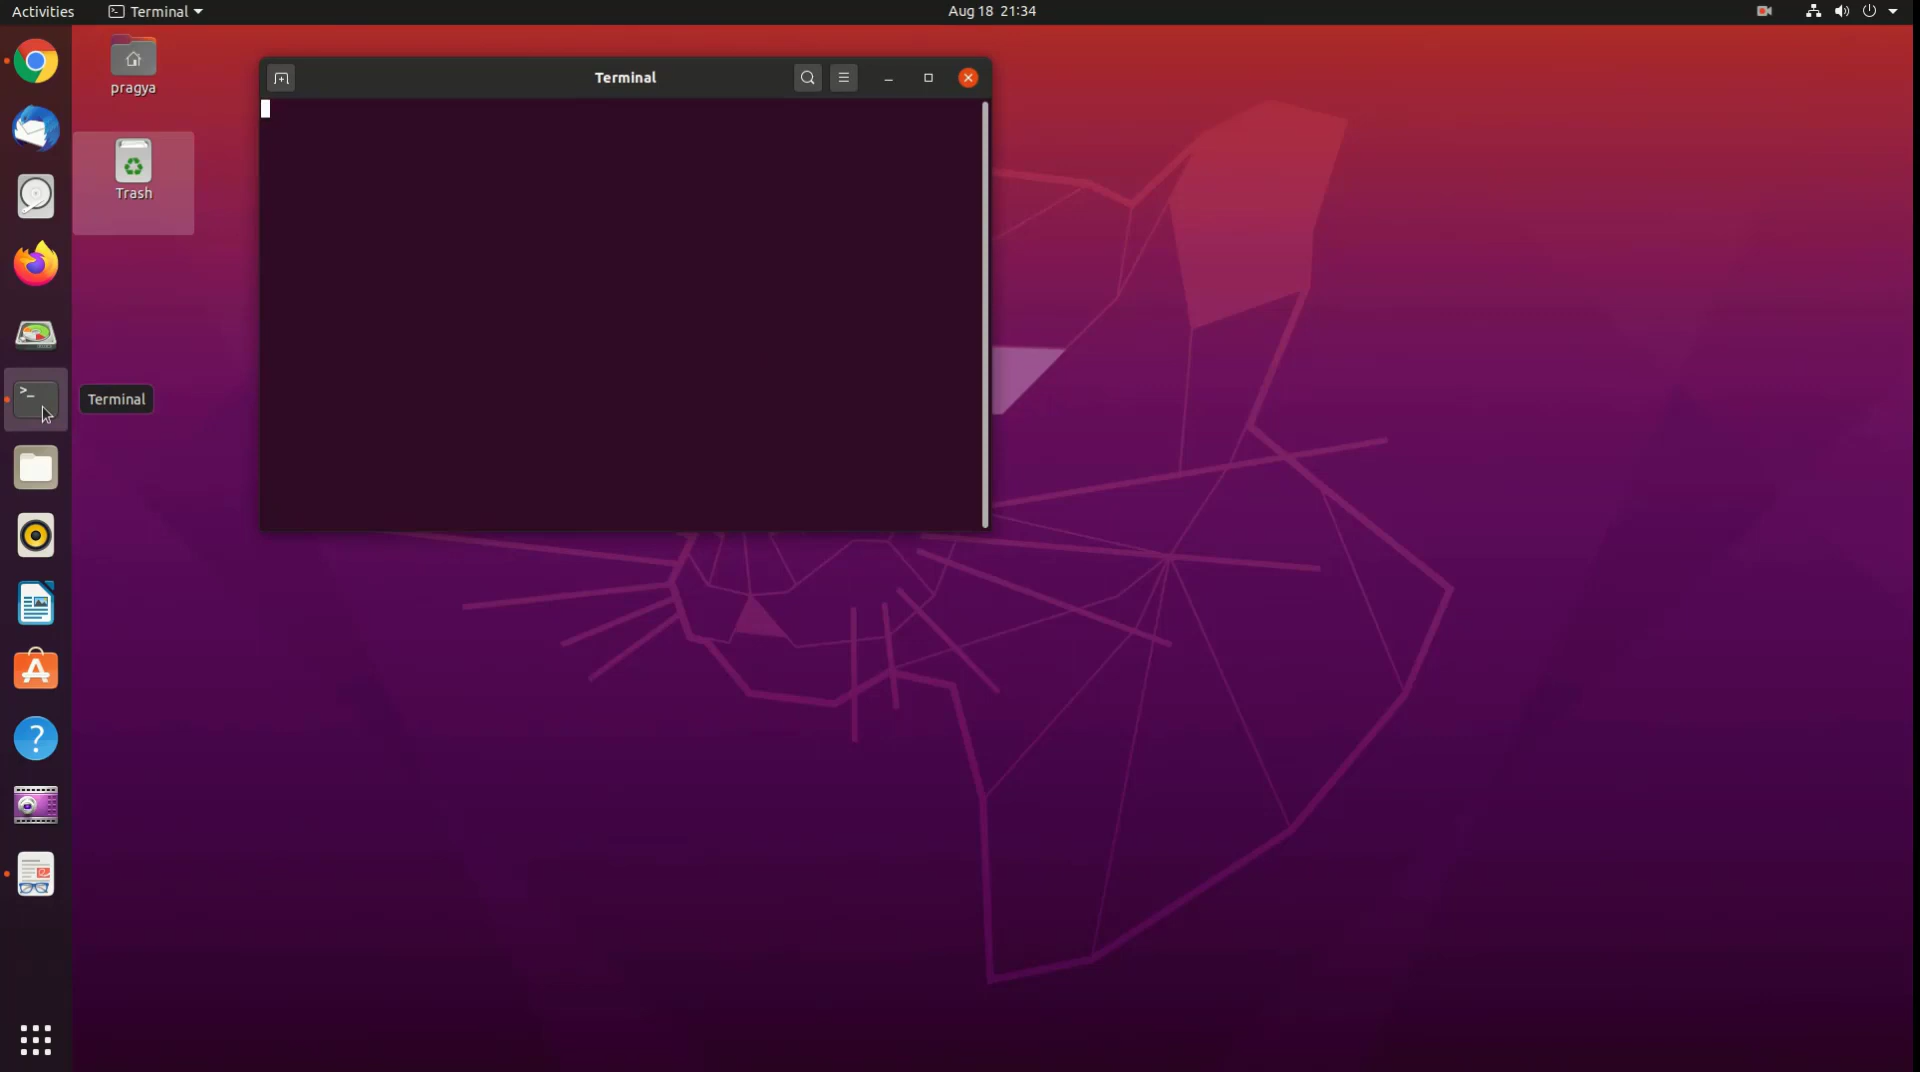 Activities
Terminal
Aug 18 21:34
pragya
Terminal
Trash
Terminal